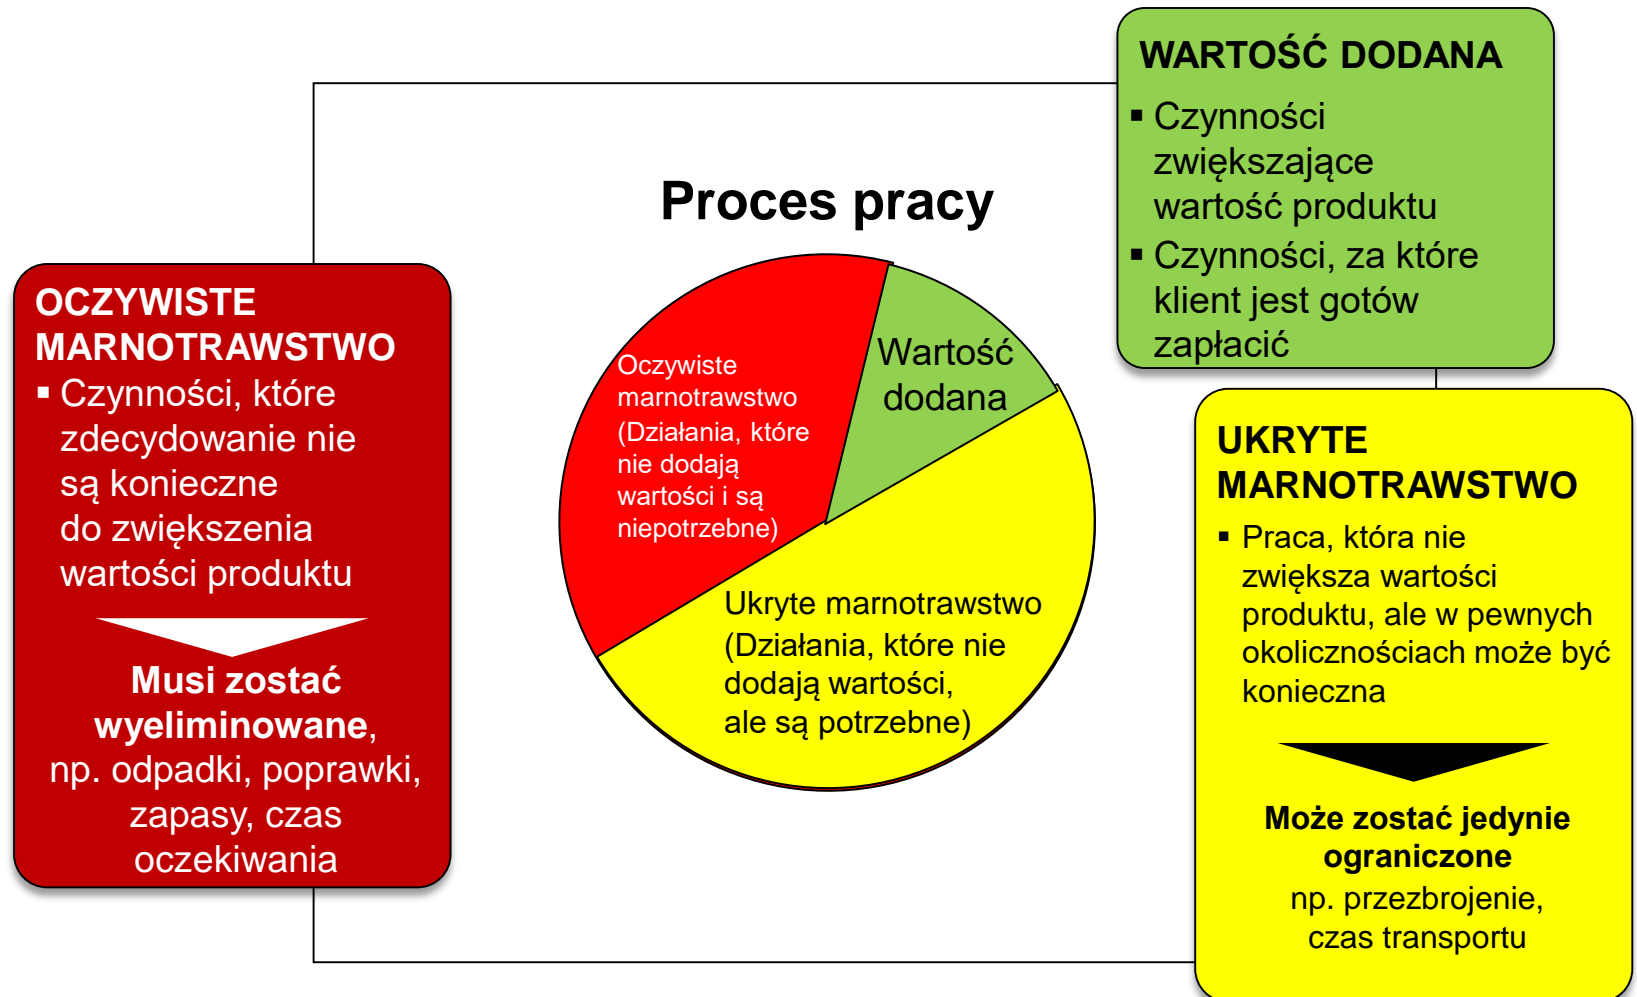 Proces pracy
OCZYWISTE
MARNOTRAWSTWO
▪ Czynności, które
zdecydowanie nie
są konieczne
do zwiększenia
wartości produktu
Musi zostać
wyeliminowane,
np. odpadki, poprawki,
zapasy, czas
oczekiwania
Oczywiste
marnotrawstwo
(Działania, które
nie dodają
wartości i są
niepotrzebne)
Wartość
dodana
Ukryte marnotrawstwo
(Działania, które nie
dodają wartości,
ale są potrzebne)
WARTOŚĆ DODANA
▪ Czynności
zwiększające
wartość produktu
▪ Czynności, za które
klient jest gotów
zapłacić
UKRYTE
MARNOTRAWSTWO
▪ Praca, która nie
zwiększa wartości
produktu, ale w pewnych
okolicznościach może być
konieczna
Może zostać jedynie
ograniczone
np. przezbrojenie,
czas transportu